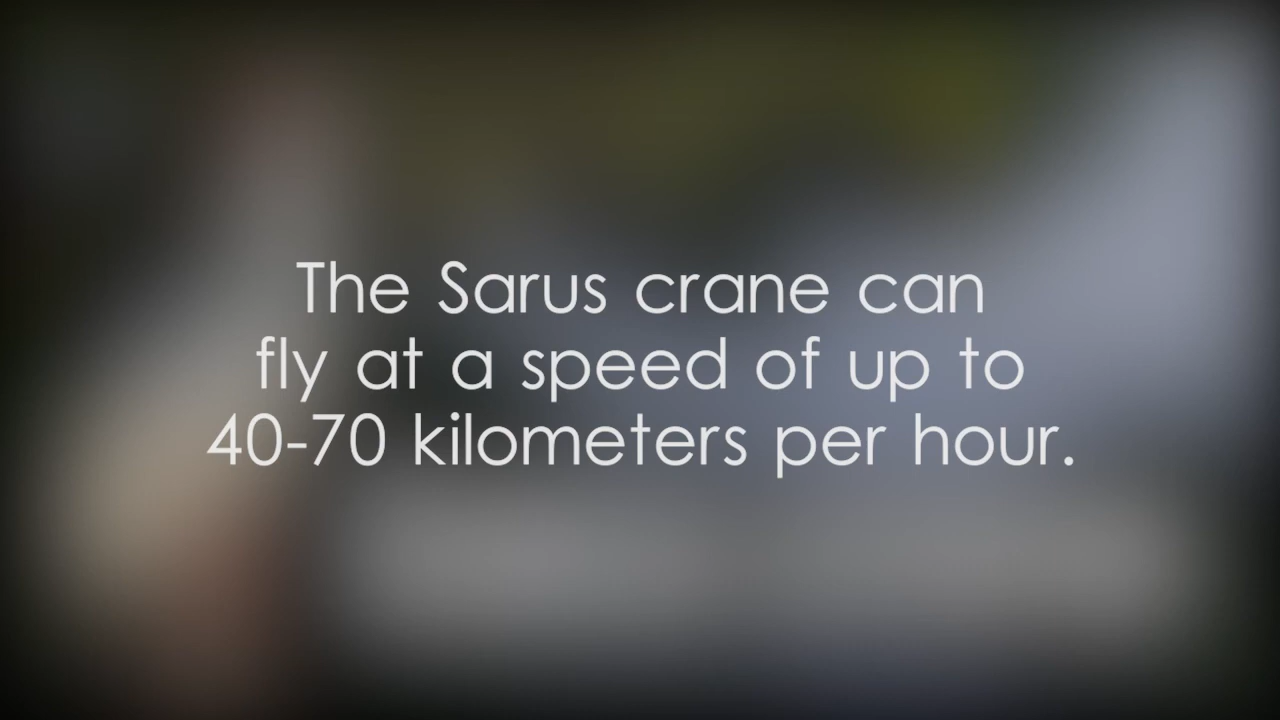 The Sarus crane can
fly at a speed of up to
40-70 kilometers per hour.